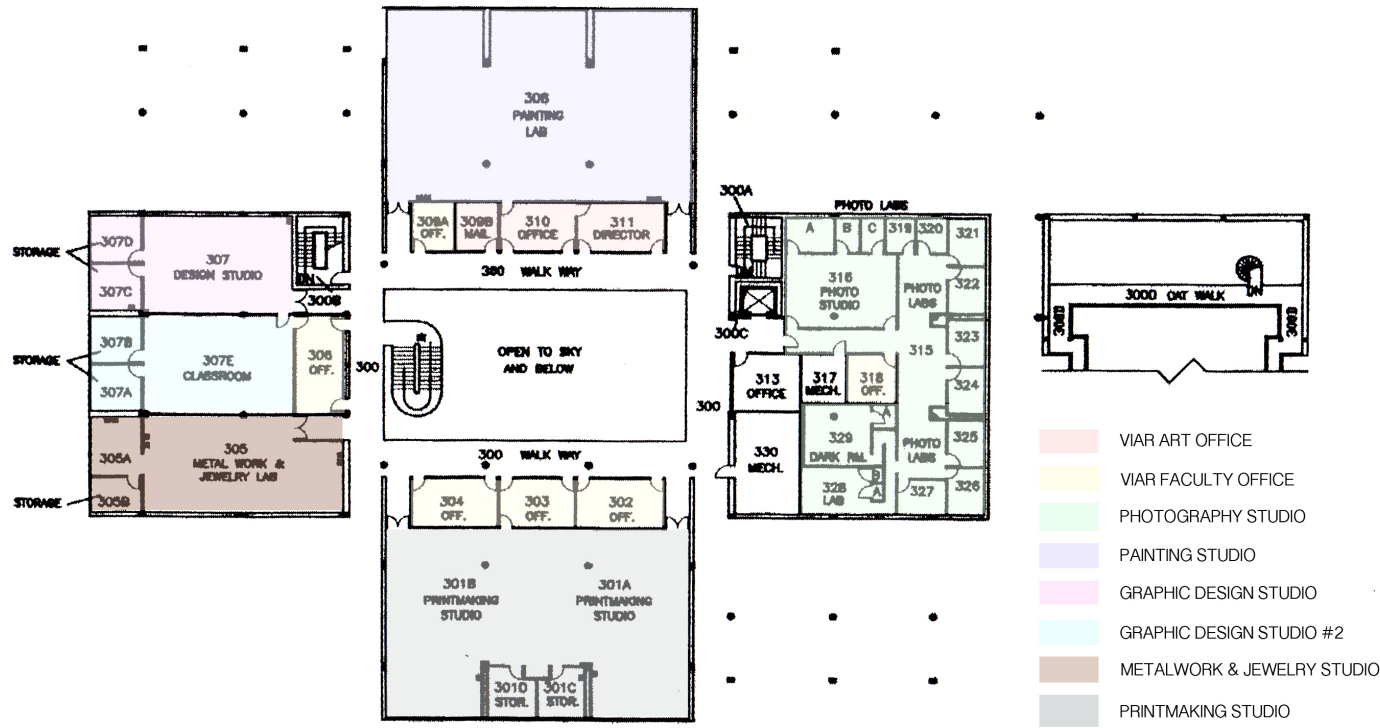 308
PAINTING
LAB
309A
OFF.
309B
MAIL
310
OFFICE
311
DIRECTOR
300 WALK WAY
STORAGE
307D
307C
307
DESIGN STUDIO
DN
300B
STORAGE
307B
307A
307E
CLASSROOM
306
OFF.
300
OPEN TO SKY
AND BELOW
305A
STORAGE
305B
305
METAL WORK &
JEWELRY LAB
300 WALK WAY
304
OFF.
303
OFF.
302
OFF.
301B
PRINTMAKING
STUDIO
301A
PRINTMAKING
STUDIO
301D
STOR.
301C
STOR.
300A
PHOTO LABS
A
B
C
319
320
321
316
PHOTO
STUDIO
PHOTO
LABS
322
300C
315
323
300
313
OFFICE
317
MECH.
318
OFF.
324
A
329
DARK RM.
PHOTO
LABS
325
330
MECH.
328
LAB
B
A
327
326
300D CAT WALK
DN
300D
300D
VIAR ART OFFICE
VIAR FACULTY OFFICE
PHOTOGRAPHY STUDIO
PAINTING STUDIO
GRAPHIC DESIGN STUDIO
GRAPHIC DESIGN STUDIO #2
METALWORK & JEWELRY STUDIO
PRINTMAKING STUDIO